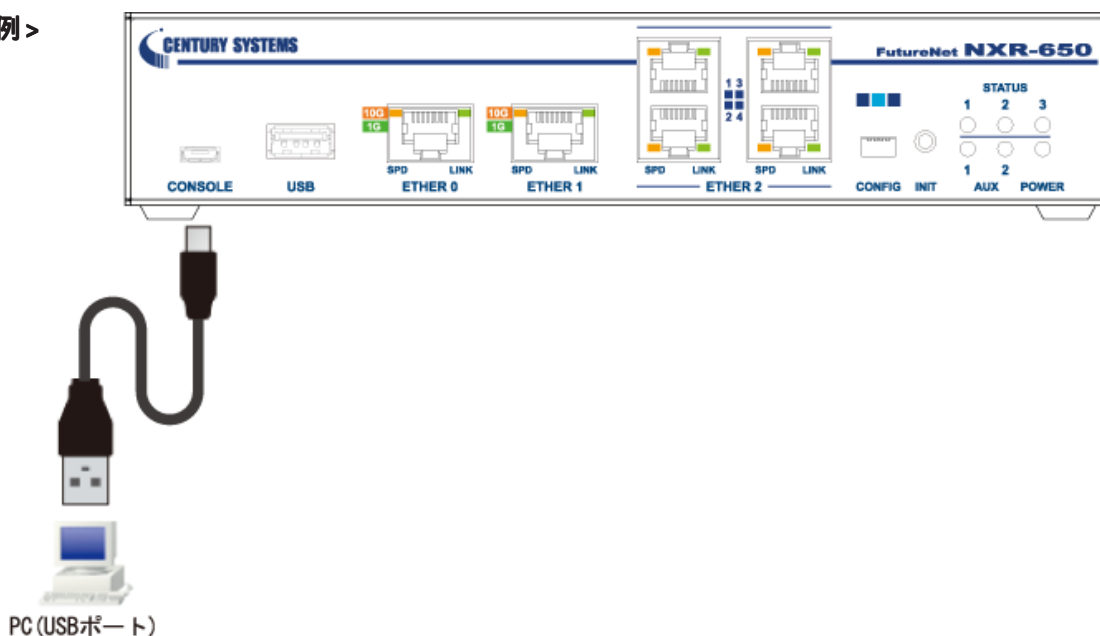 例>
CENTURY SYSTEMS
FutureNet NXR-650
10G
1G
10G
1G
1 3
2 4
STATUS
1 2 3
SPD LINK
SPD LINK
SPD LINK
SPD LINK
1 2
CONSOLE
USB
ETHER 0
ETHER 1
ETHER 2
CONFIG
INIT
AUX
POWER
PC(USBポート)